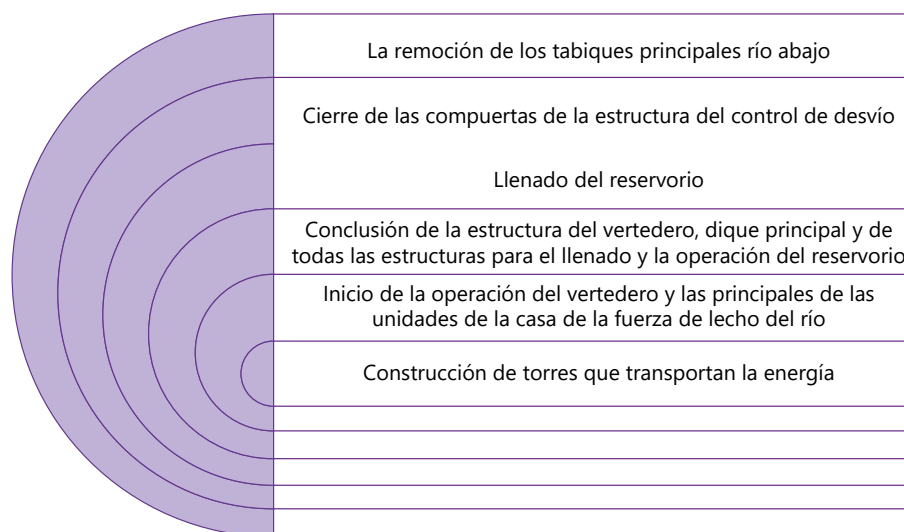 La remoción de los tabiques principales río abajo
Cierre de las compuertas de la estructura del control de desvío
Llenado del reservorio
Conclusión de la estructura del vertedero, dique principal y de
todas las estructuras para el llenado y la operación del reservorio
Inicio de la operación del vertedero y las principales de las
unidades de la casa de la fuerza de lecho del río
Construcción de torres que transportan la energía